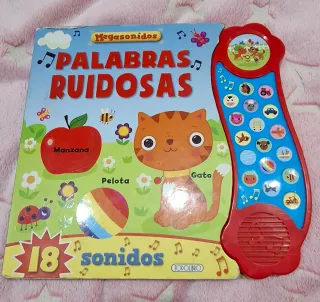 Megasonidos
PALABRAS
RUIDOSAS
Manzana
Pelota
Gato
18 sonidos